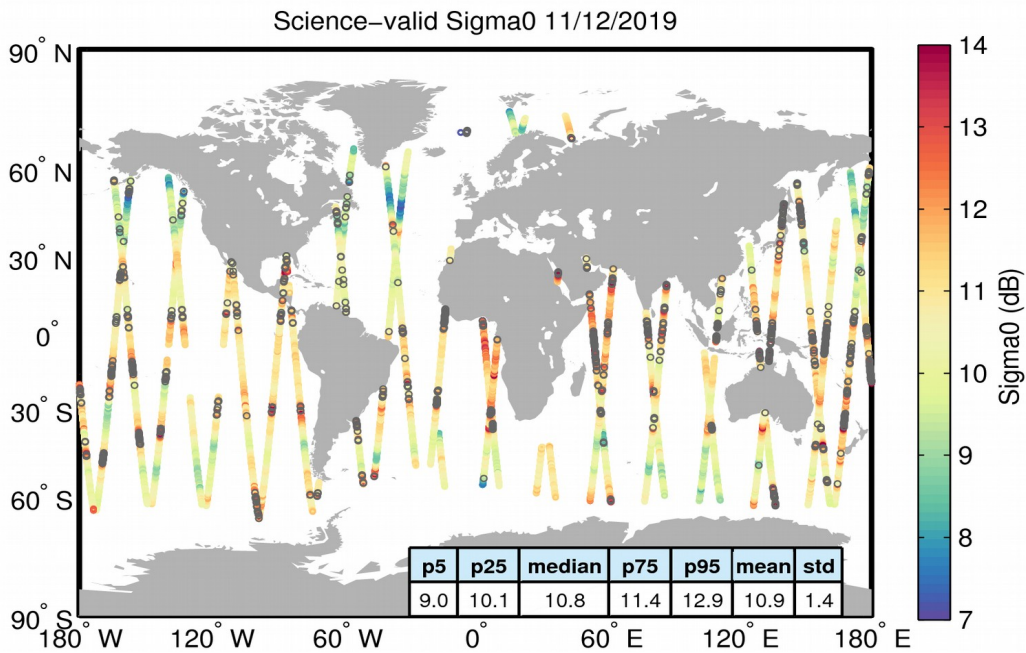 Science−valid Sigma0 11/12/2019
90° N
60° N
30° N
0°
30° S
60° S
90° S
180° W
120° W
60° W
0°
60° E
120° E
180° E
p5 p25 median p75 p95 mean std
9.0 10.1 10.8 11.4 12.9 10.9 1.4
14
13
12
11
10
9
8
7
Sigma0 (dB)